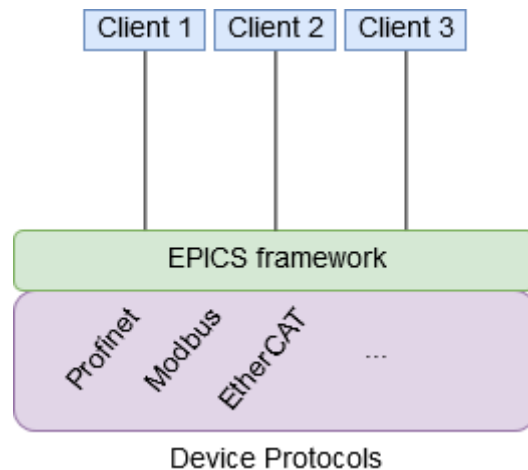 Client 1
Client 2
Client 3
EPICS framework
Profinet
Modbus
EtherCAT
...
Device Protocols